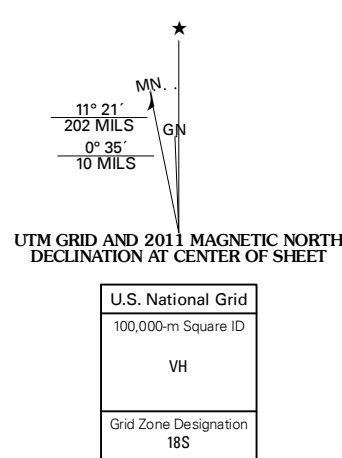 ★
MN
11° 21´
202 MILS
GN
0° 35´
10 MILS
UTM GRID AND 2011 MAGNETIC NORTH
DECLINATION AT CENTER OF SHEET
U.S. National Grid
100,000-m Square ID
VH
Grid Zone Designation
18S